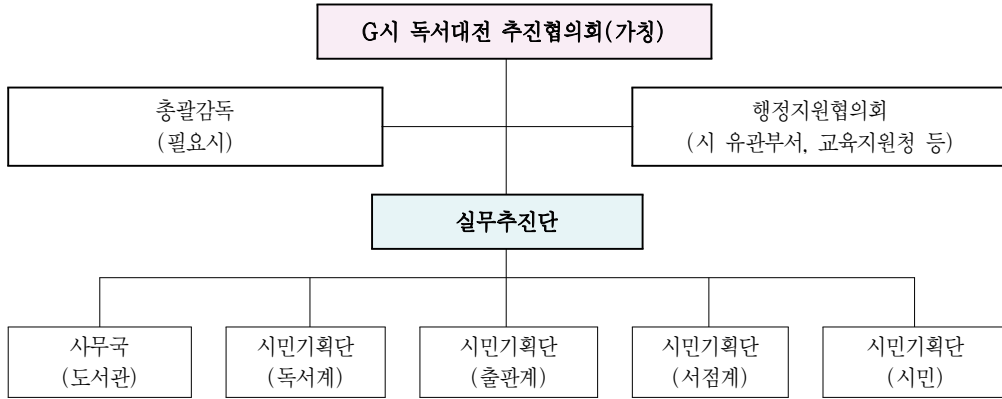 G시 독서대전 추진협의회(가칭)
총괄감독
(필요시)
행정지원협의회
(시 유관부서, 교육지원청 등)
실무추진단
사무국
(도서관)
시민기획단
(독서계)
시민기획단
(출판계)
시민기획단
(서점계)
시민기획단
(시민)